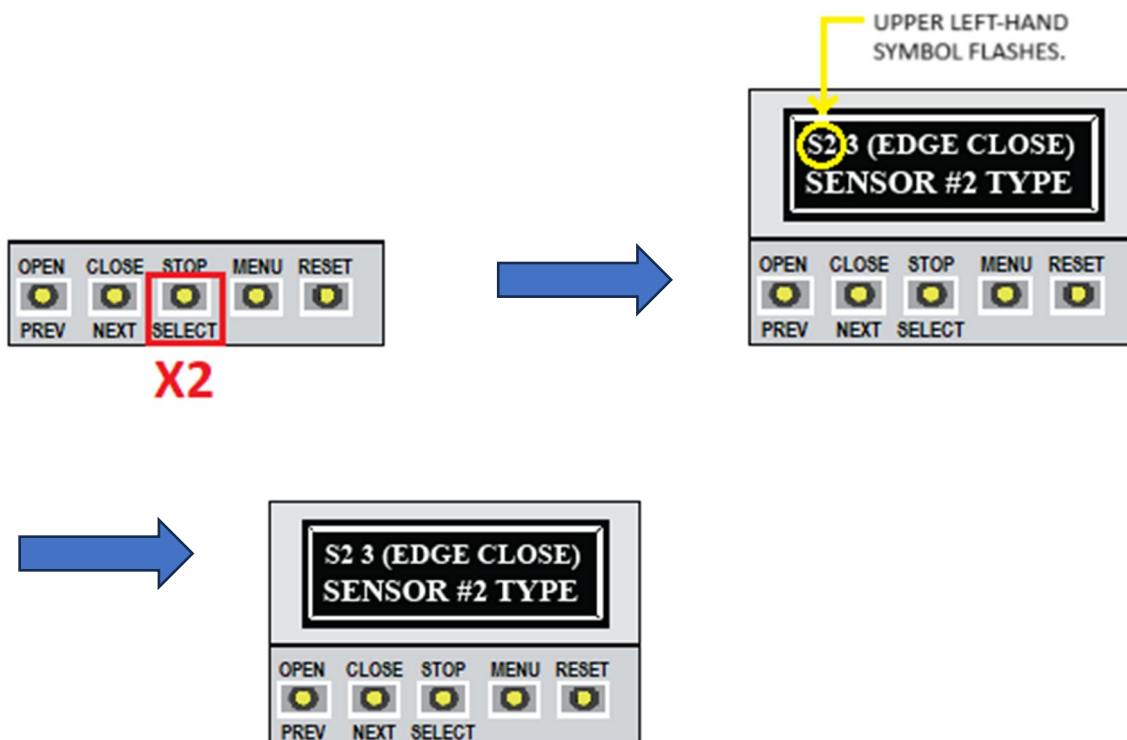 UPPER LEFT-HAND
SYMBOL FLASHES.
S2 3 (EDGE CLOSE)
SENSOR #2 TYPE
OPEN CLOSE STOP MENU RESET
PREV NEXT SELECT
X2
OPEN CLOSE STOP MENU RESET
PREV NEXT SELECT
S2 3 (EDGE CLOSE)
SENSOR #2 TYPE
OPEN CLOSE STOP MENU RESET
PREV NEXT SELECT